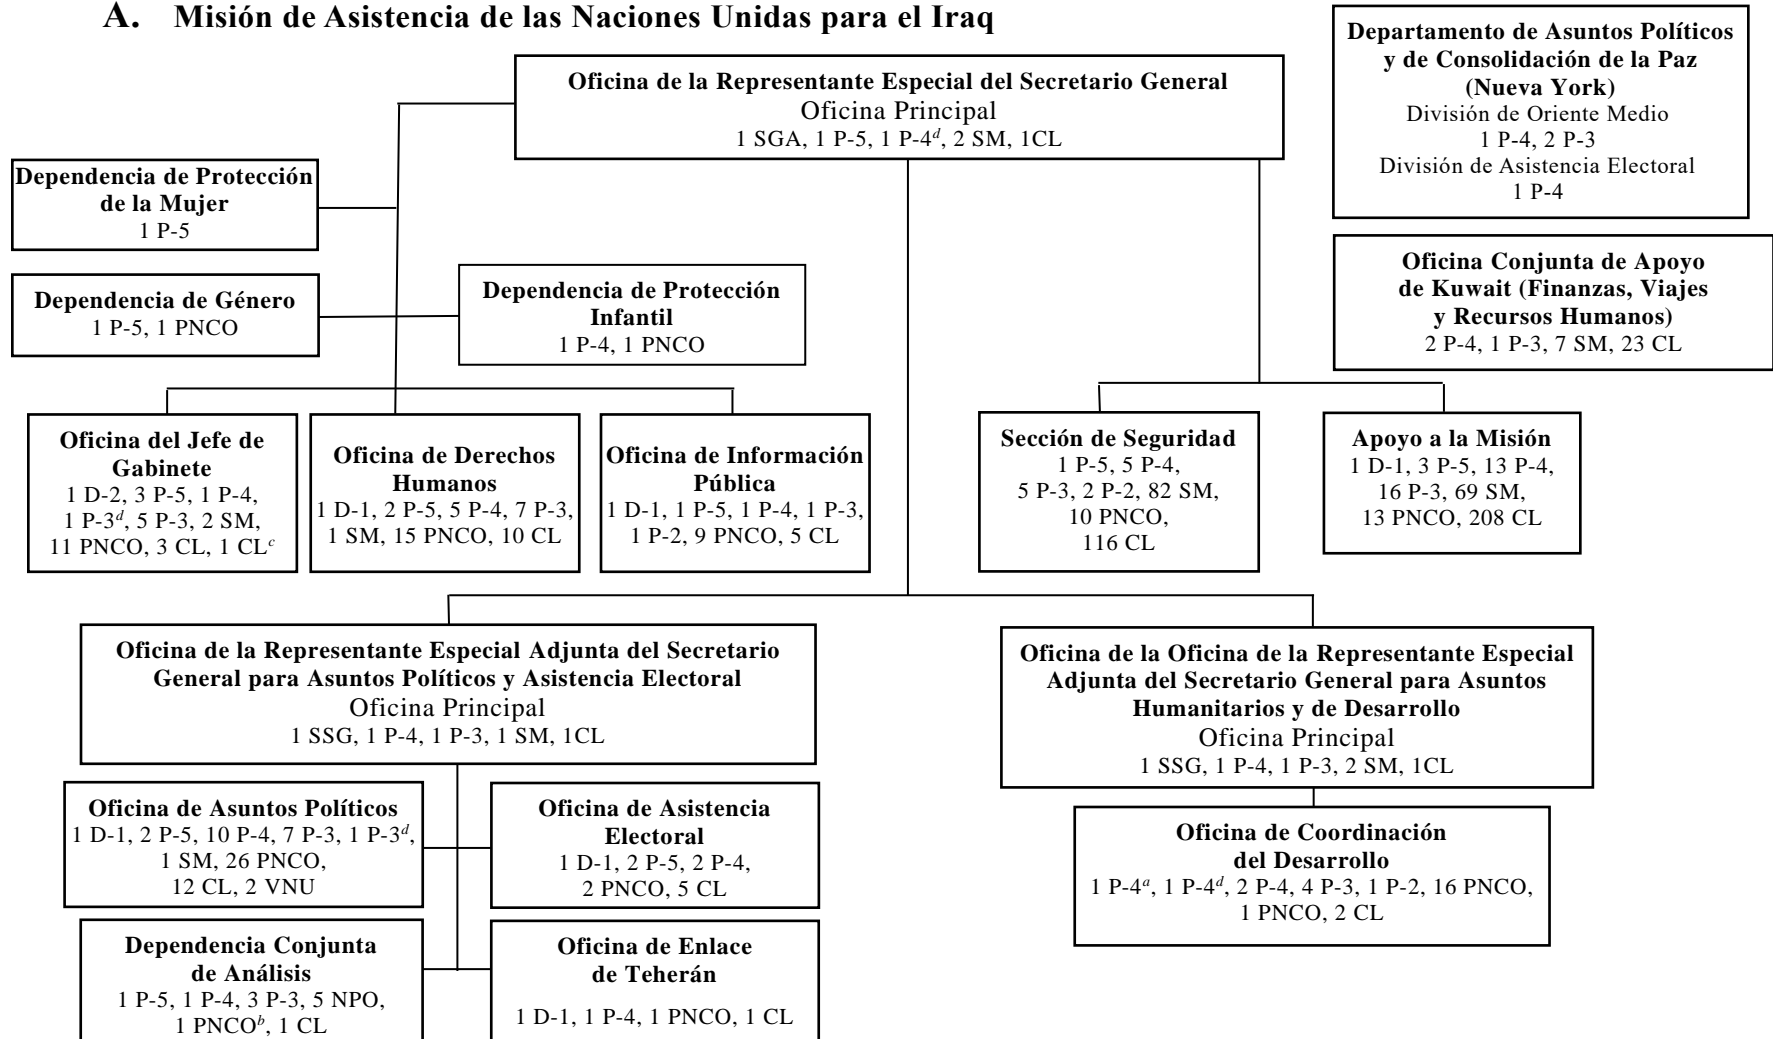 A. Misión de Asistencia de las Naciones Unidas para el Iraq
Departamento de Asuntos Políticos
y de Consolidación de la Paz
(Nueva York)
División de Oriente Medio
1 P-4, 2 P-3
División de Asistencia Electoral
1 P-4
Oficina de la Representante Especial del Secretario General
Oficina Principal
1 SGA, 1 P-5, 1 P-4d, 2 SM, 1CL
Dependencia de Protección
de la Mujer
1 P-5
Oficina Conjunta de Apoyo
de Kuwait (Finanzas, Viajes
y Recursos Humanos)
2 P-4, 1 P-3, 7 SM, 23 CL
Dependencia de Género
1 P-5, 1 PNCO
Dependencia de Protección
Infantil
1 P-4, 1 PNCO
Oficina del Jefe de
Gabinete
1 D-2, 3 P-5, 1 P-4,
1 P-3d, 5 P-3, 2 SM,
11 PNCO, 3 CL, 1 CLc
Oficina de Derechos
Humanos
1 D-1, 2 P-5, 5 P-4, 7 P-3,
1 SM, 15 PNCO, 10 CL
Oficina de Información
Pública
1 D-1, 1 P-5, 1 P-4, 1 P-3,
1 P-2, 9 PNCO, 5 CL
Sección de Seguridad
1 P-5, 5 P-4,
5 P-3, 2 P-2, 82 SM,
10 PNCO,
116 CL
Apoyo a la Misión
1 D-1, 3 P-5, 13 P-4,
16 P-3, 69 SM,
13 PNCO, 208 CL
Oficina de la Representante Especial Adjunta del Secretario
General para Asuntos Políticos y Asistencia Electoral
Oficina Principal
1 SSG, 1 P-4, 1 P-3, 1 SM, 1CL
Oficina de la Oficina de la Representante Especial
Adjunta del Secretario General para Asuntos
Humanitarios y de Desarrollo
Oficina Principal
1 SSG, 1 P-4, 1 P-3, 2 SM, 1CL
Oficina de Asuntos Políticos
1 D-1, 2 P-5, 10 P-4, 7 P-3, 1 P-3d,
1 SM, 26 PNCO,
12 CL, 2 VNU
Oficina de Asistencia
Electoral
1 D-1, 2 P-5, 2 P-4,
2 PNCO, 5 CL
Oficina de Coordinación
del Desarrollo
1 P-4a, 1 P-4d, 2 P-4, 4 P-3, 1 P-2, 16 PNCO,
1 PNCO, 2 CL
Dependencia Conjunta
de Análisis
1 P-5, 1 P-4, 3 P-3, 5 NPO,
1 PNCOb, 1 CL
Oficina de Enlace
de Teherán
1 D-1, 1 P-4, 1 PNCO, 1 CL